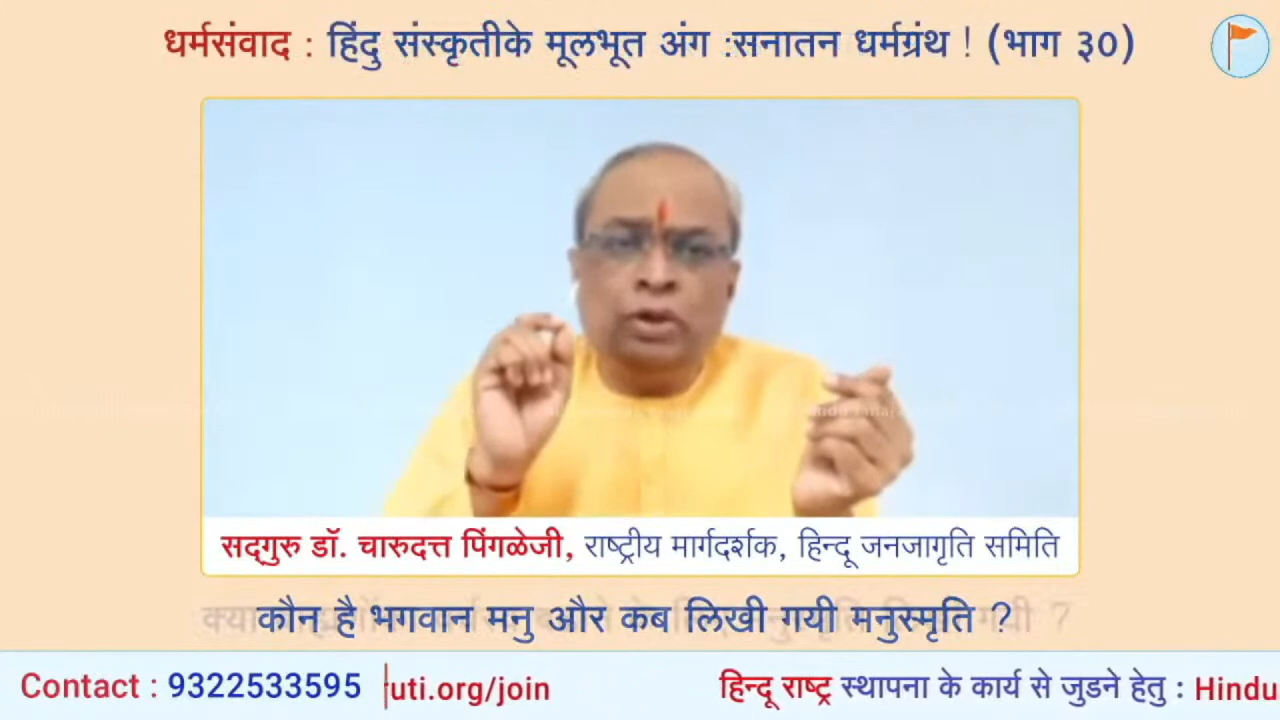 धर्मसंवाद : हिंदु संस्कृतीके मूलभूत अंग :सनातन धर्मग्रंथ ! (भाग ३०)
सद्गुरु डॉ. चारुदत्त पिंगळेजी, राष्ट्रीय मार्गदर्शक, हिन्दू जनजागृति समिति
कौन है भगवान मनु और कब लिखी गयी मनुस्मृति ?
Contact : 9322533595 uti.org/join हिन्दू राष्ट्र स्थापना के कार्य से जुडने हेतु : Hindu